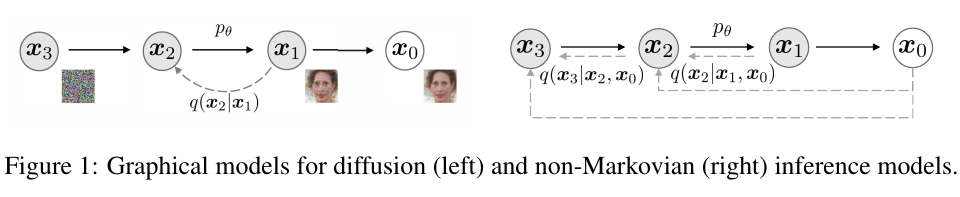 x₃ x₂ pθ x₁ x₀
q(x₂|x₁)
x₃ x₂ pθ x₁ x₀
q(x₃|x₂, x₀) q(x₂|x₁, x₀)
Figure 1: Graphical models for diffusion (left) and non-Markovian (right) inference models.